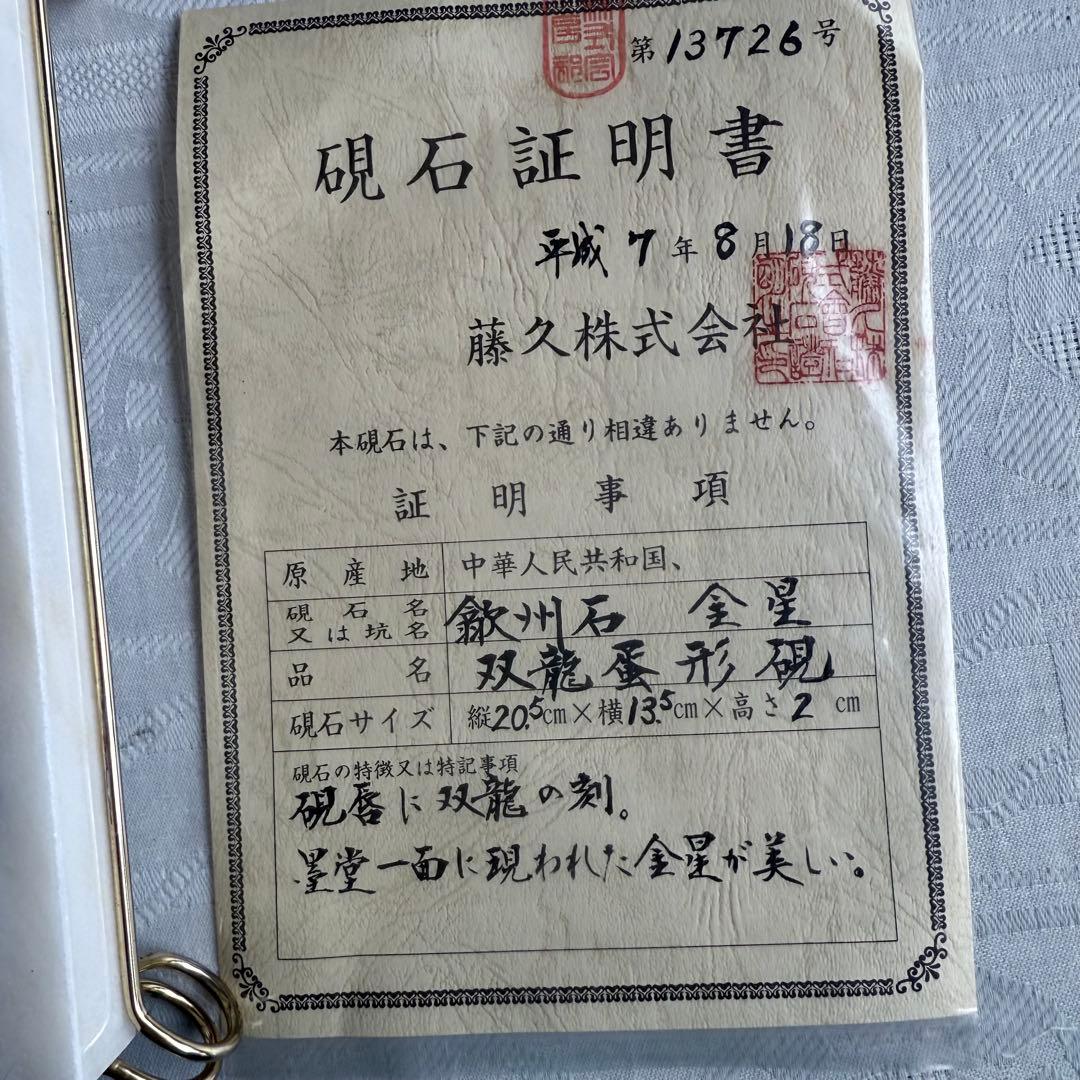 第13726号
硯石証明書
平成7年8月18日
藤久株式会社
本硯石は、下記の通り相違ありません。
証明事項
原産地 中華人民共和国、
硯石名又は坑名 歙州石 金星
品名 双龍蛋形硯
硯石サイズ 縦20.5cm×横13.5cm×高さ2cm
硯石の特徴又は特記事項
硯唇に双龍の刻。
墨堂一面に現われた金星が美しい。